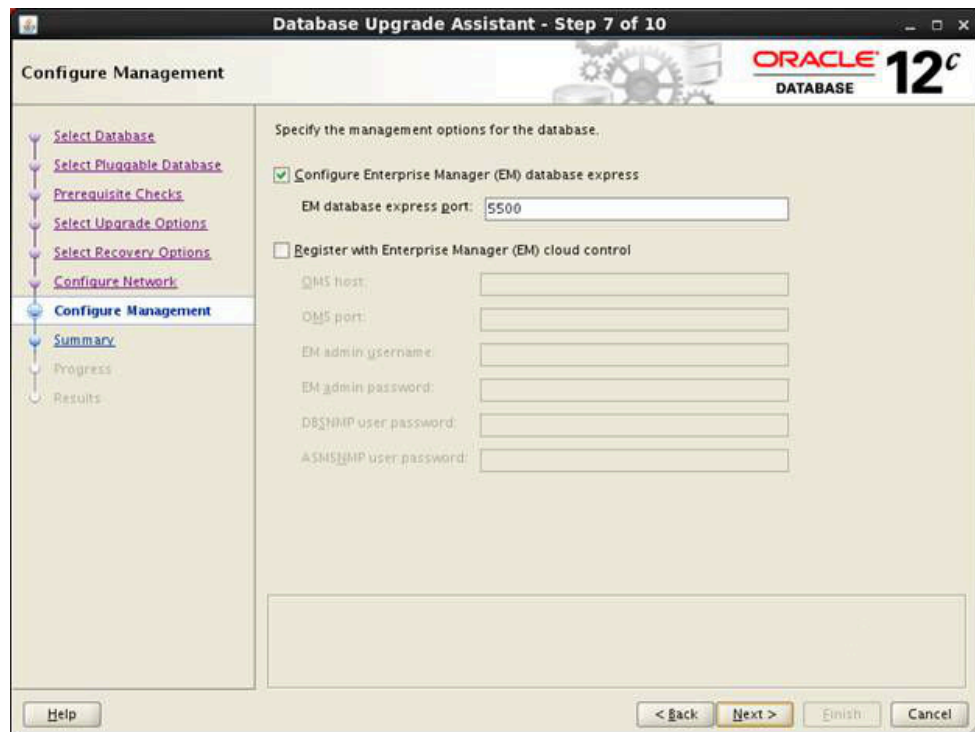 Database Upgrade Assistant - Step 7 of 10
Configure Management
ORACLE
DATABASE
12c
Select Database
Select Pluggable Database
Prerequisite Checks
Select Upgrade Options
Select Recovery Options
Configure Network
Configure Management
Summary
Progress
Results
Specify the management options for the database.
Configure Enterprise Manager (EM) database express
EM database express port: 5500
Register with Enterprise Manager (EM) cloud control
OMS host:
OMS port:
EM admin username:
EM admin password:
DBSNMP user password:
ASMSNMP user password:
Help
< Back
Next >
Finish
Cancel